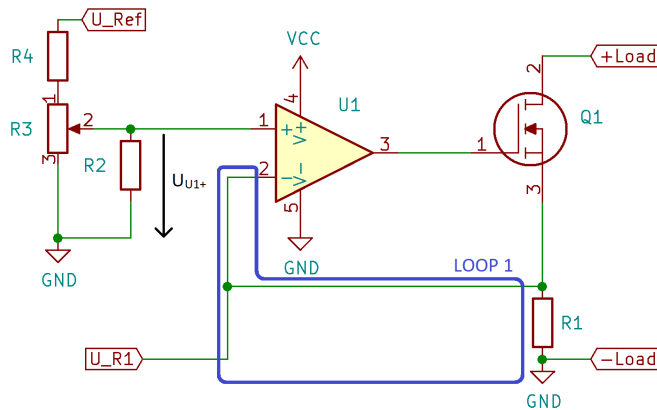 U_Ref
R4
1
R3
2
3
R2
GND
U_U1+
VCC
4
U1
1
+
V+
2
−
V−
3
5
GND
+Load
2
Q1
1
3
LOOP 1
R1
U_R1
−Load
GND